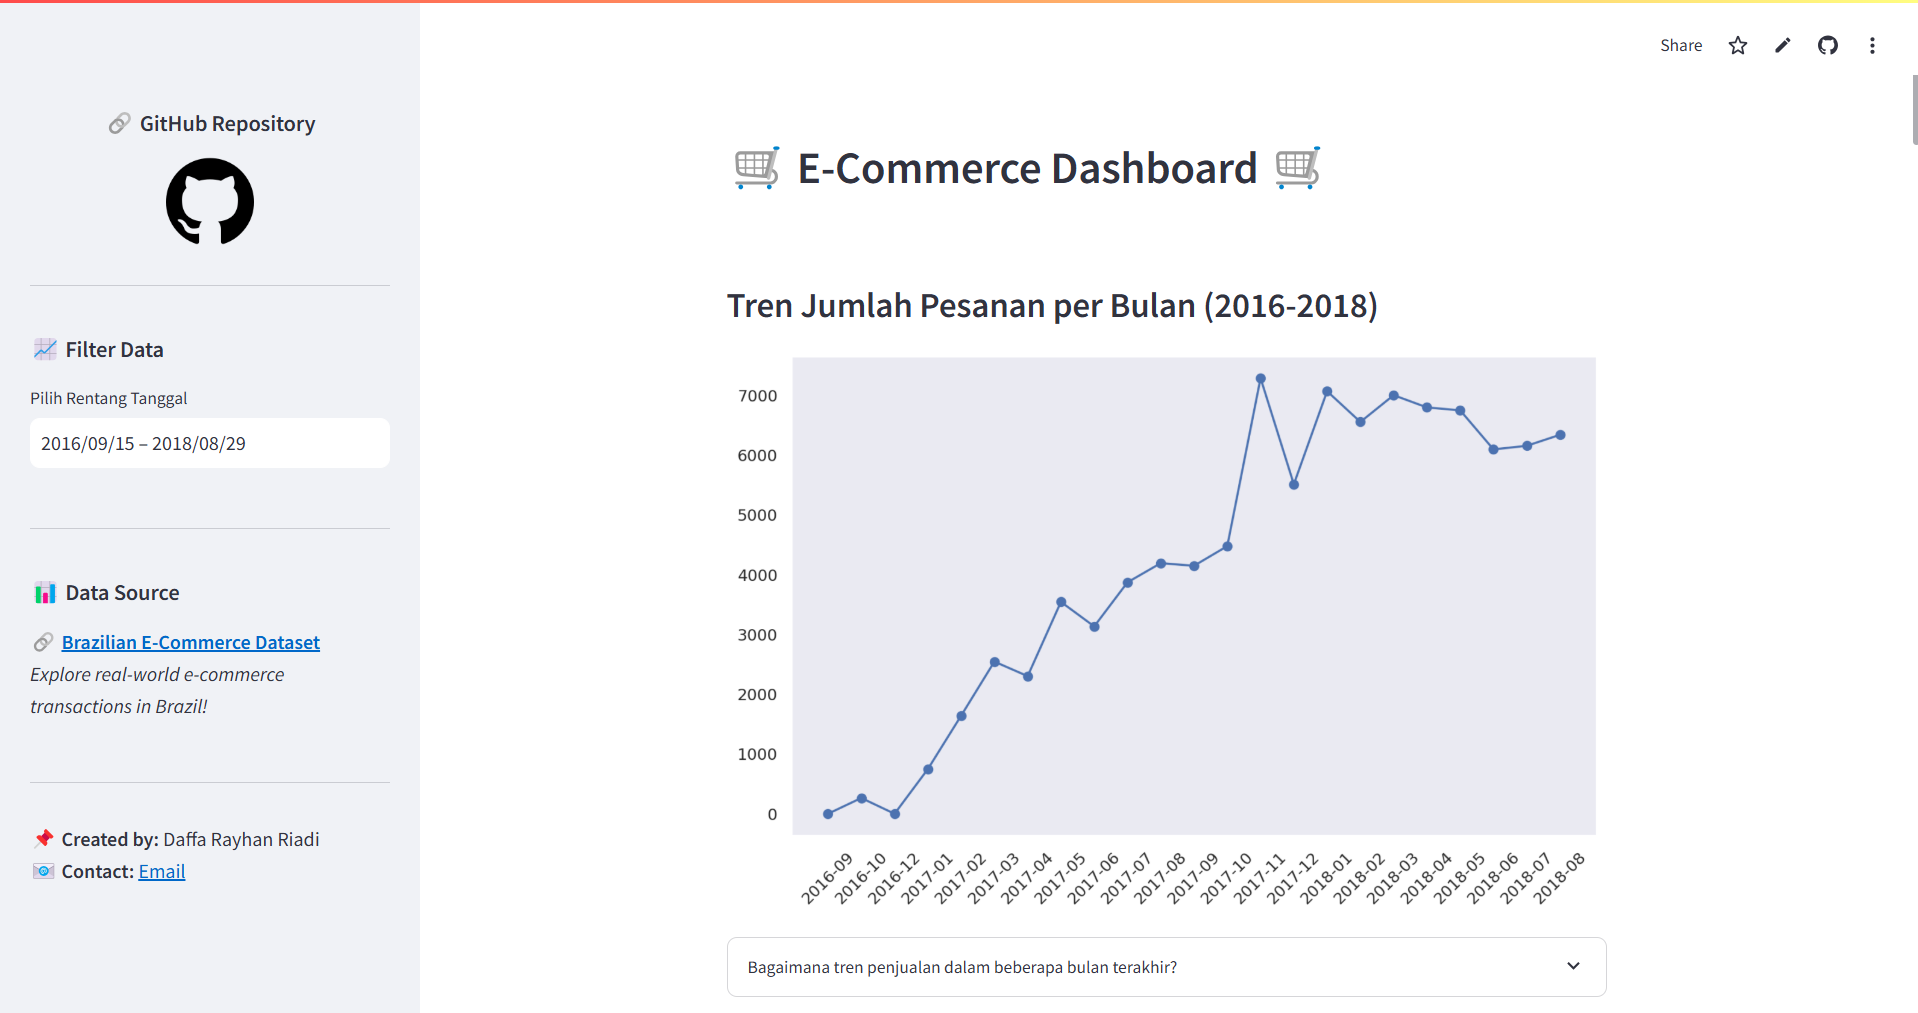 Share
GitHub Repository
Filter Data
Pilih Rentang Tanggal
2016/09/15 – 2018/08/29
Data Source
Brazilian E-Commerce Dataset
Explore real-world e-commerce
transactions in Brazil!
Created by: Daffa Rayhan Riadi
Contact: Email
E-Commerce Dashboard
Tren Jumlah Pesanan per Bulan (2016-2018)
7000
6000
5000
4000
3000
2000
1000
0
2016-09
2016-10
2016-12
2017-01
2017-02
2017-03
2017-04
2017-05
2017-06
2017-07
2017-08
2017-09
2017-10
2017-11
2017-12
2018-01
2018-02
2018-03
2018-04
2018-05
2018-06
2018-07
2018-08
Bagaimana tren penjualan dalam beberapa bulan terakhir?